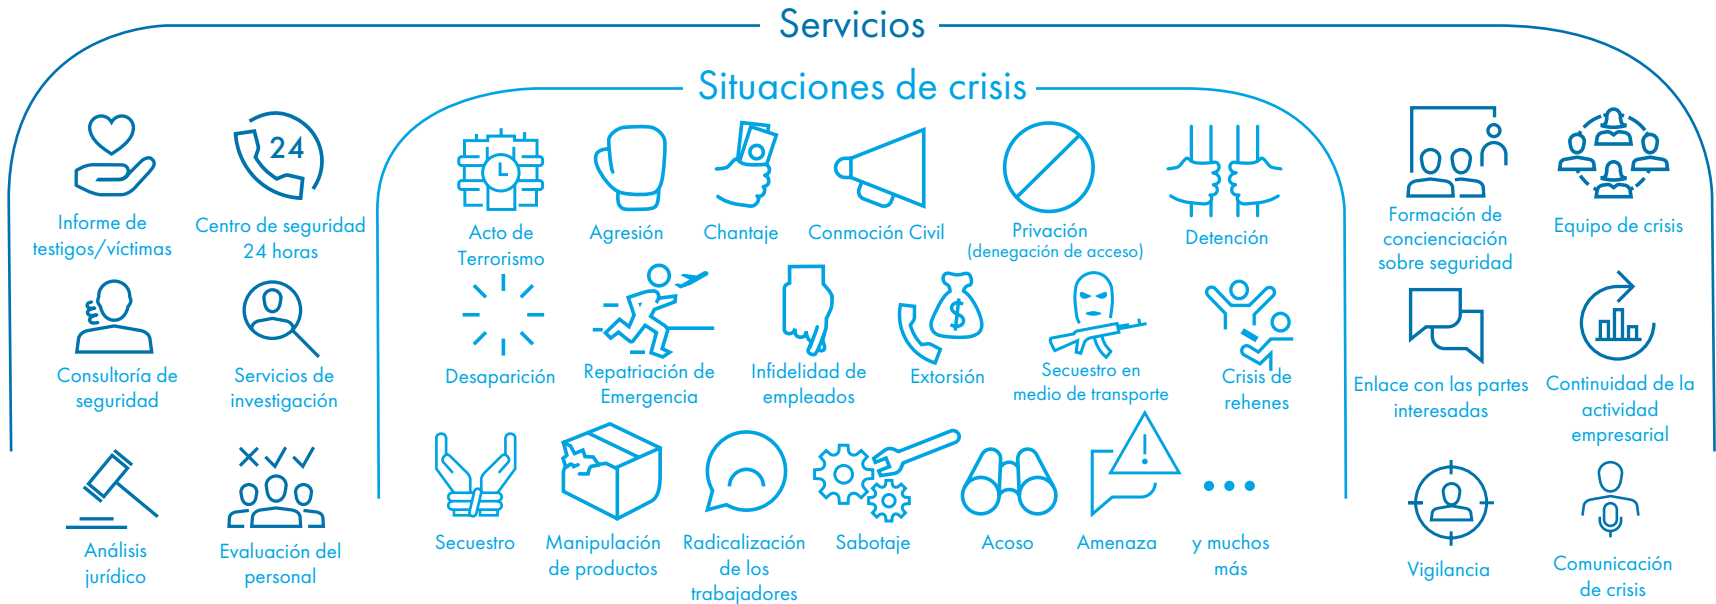 Servicios
Situaciones de crisis
24
Informe de
testigos/víctimas
Centro de seguridad
24 horas
Consultoría de
seguridad
Servicios de
investigación
Análisis
jurídico
Evaluación del
personal
Acto de
Terrorismo
Agresión
Chantaje
Conmoción Civil
Privación
(denegación de acceso)
Detención
Desaparición
Repatriación de
Emergencia
Infidelidad de
empleados
$
Extorsión
Secuestro en
medio de transporte
Crisis de
rehenes
Secuestro
Manipulación
de productos
Radicalización
de los
trabajadores
Sabotaje
Acoso
!
Amenaza
...
y muchos
más
Formación de
concienciación
sobre seguridad
Equipo de crisis
Enlace con las partes
interesadas
Continuidad de la
actividad
empresarial
Vigilancia
Comunicación
de crisis